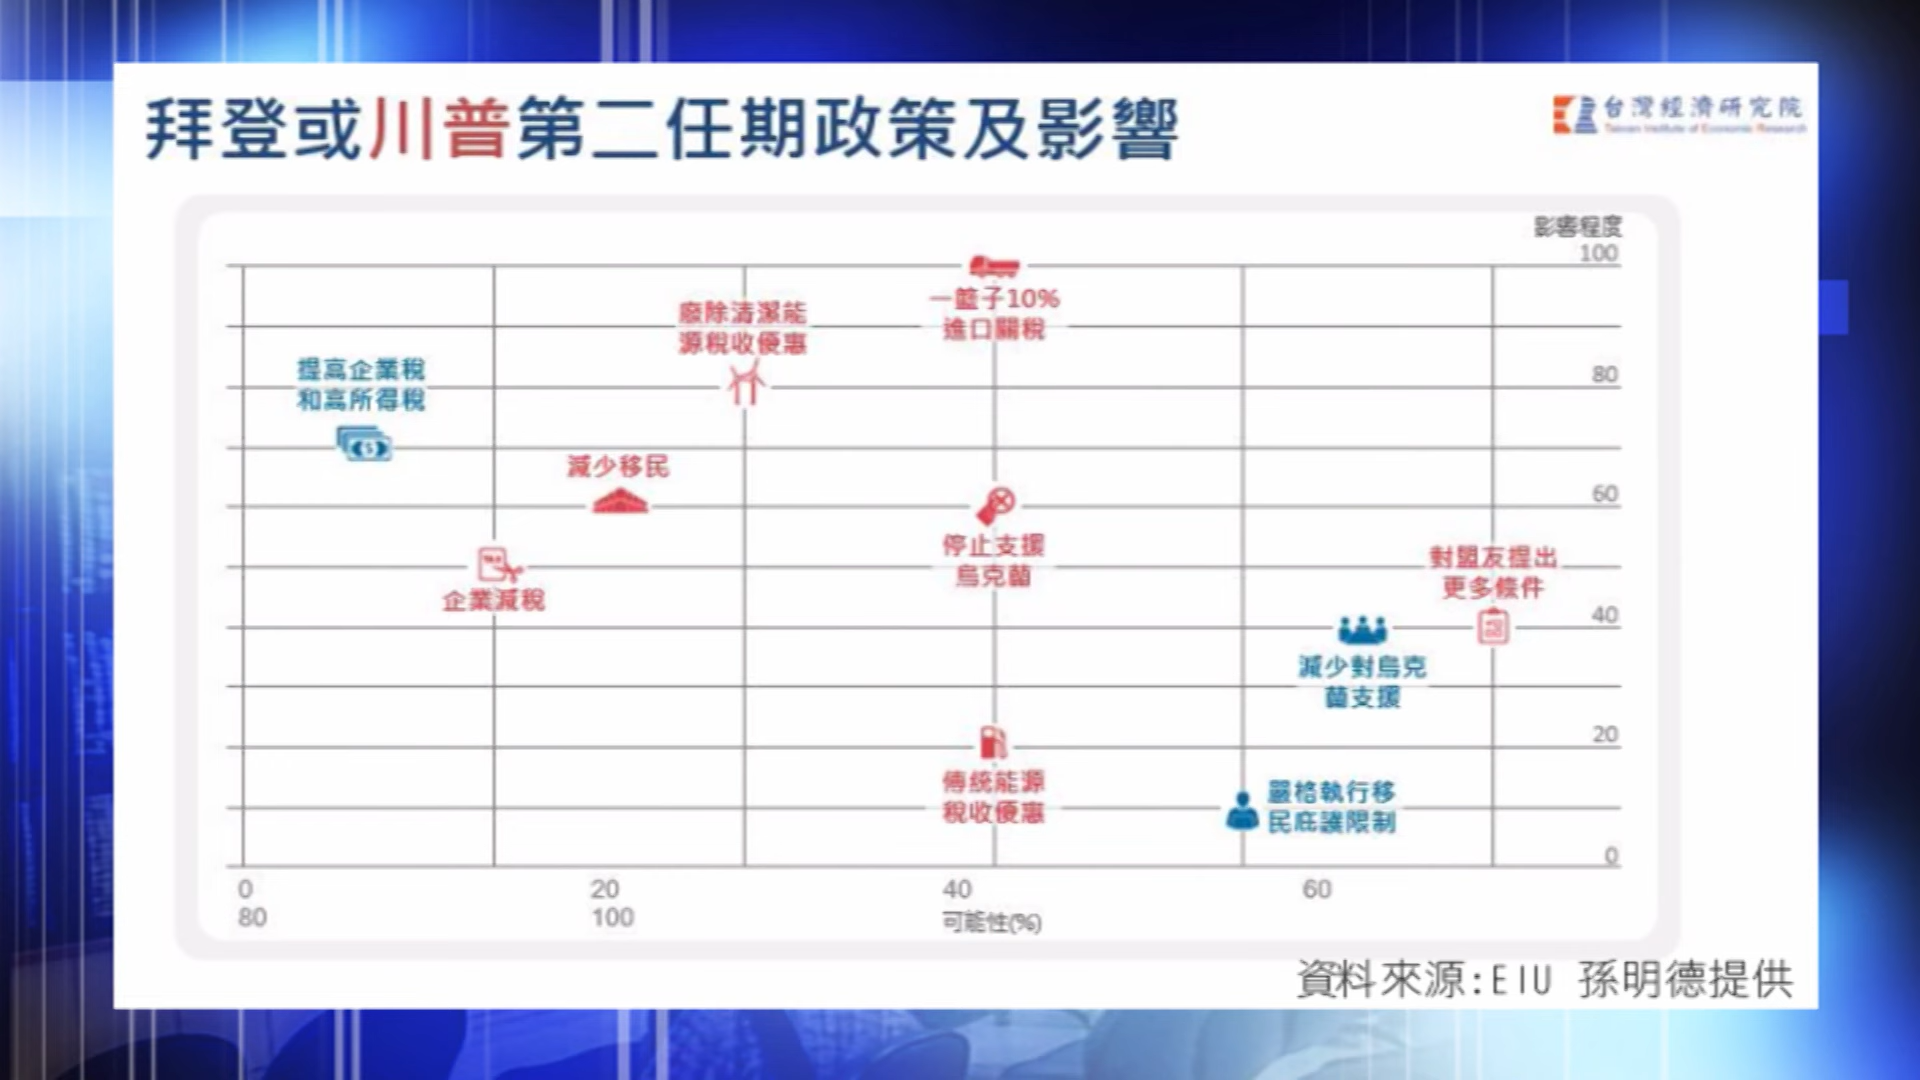 拜登或川普第二任期政策及影響
台灣經濟研究院
Taiwan Institute of Economic Research
影響程度
100
一籃子10%
進口關稅
廢除清潔能
源稅收優惠
80
提高企業稅
和高所得稅
減少移民
60
停止支援
烏克蘭
對盟友提出
更多條件
企業減稅
40
減少對烏克
蘭支援
20
傳統能源
稅收優惠
嚴格執行移
民庇護限制
0
0 20 40 60
80 100 可能性(%)
資料來源:EIU 孫明德提供